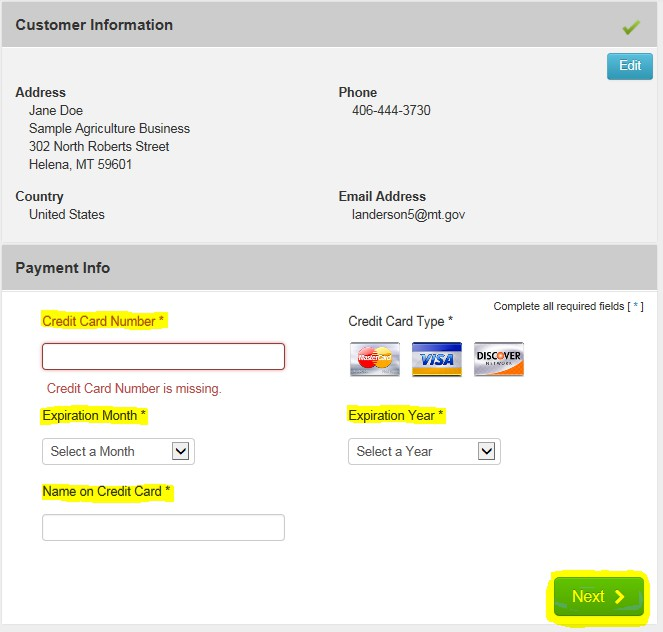 Customer Information
Edit
Address
Jane Doe
Sample Agriculture Business
302 North Roberts Street
Helena, MT 59601
Phone
406-444-3730
Country
United States
Email Address
landerson5@mt.gov
Payment Info
Complete all required fields [ * ]
Credit Card Number *
Credit Card Number is missing.
Credit Card Type *
MasterCard
VISA
DISCOVER
NETWORK
Expiration Month *
Select a Month
Expiration Year *
Select a Year
Name on Credit Card *
Next